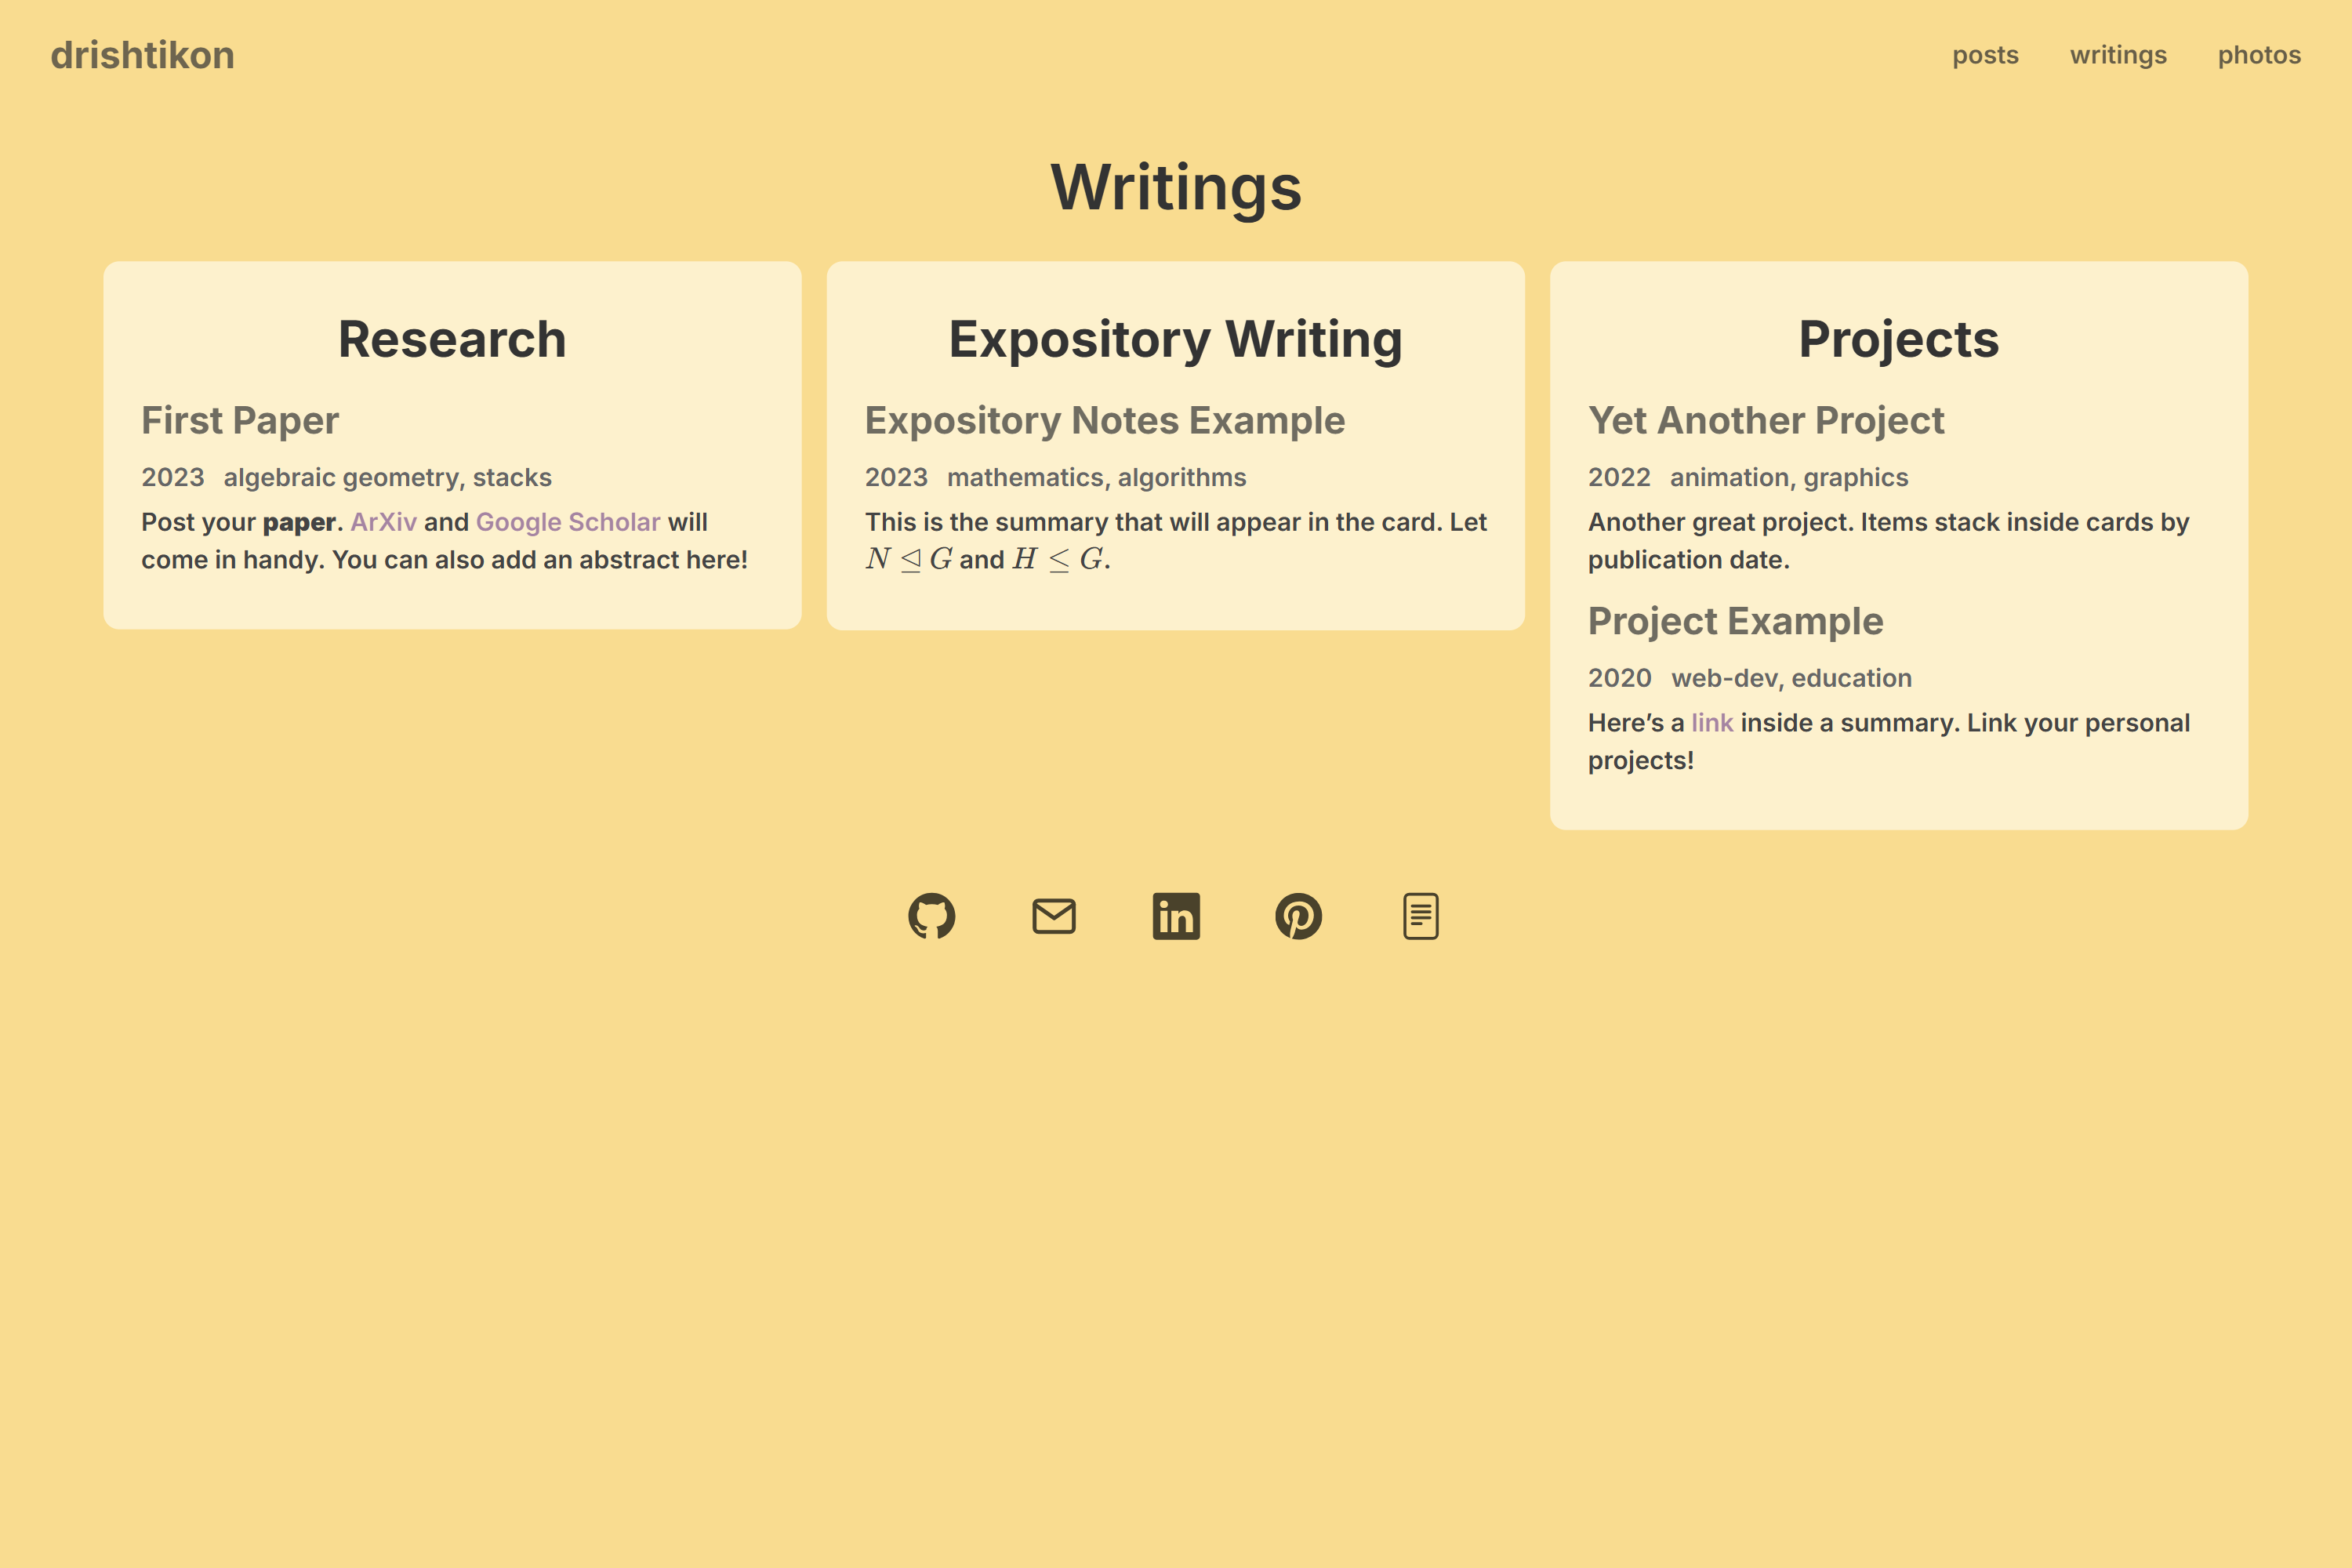 drishtikon
posts writings photos
Writings
Research
First Paper
2023 algebraic geometry, stacks
Post your paper. ArXiv and Google Scholar will
come in handy. You can also add an abstract here!
Expository Writing
Expository Notes Example
2023 mathematics, algorithms
This is the summary that will appear in the card. Let
N ⊴ G and H ≤ G.
Projects
Yet Another Project
2022 animation, graphics
Another great project. Items stack inside cards by
publication date.
Project Example
2020 web-dev, education
Here’s a link inside a summary. Link your personal
projects!